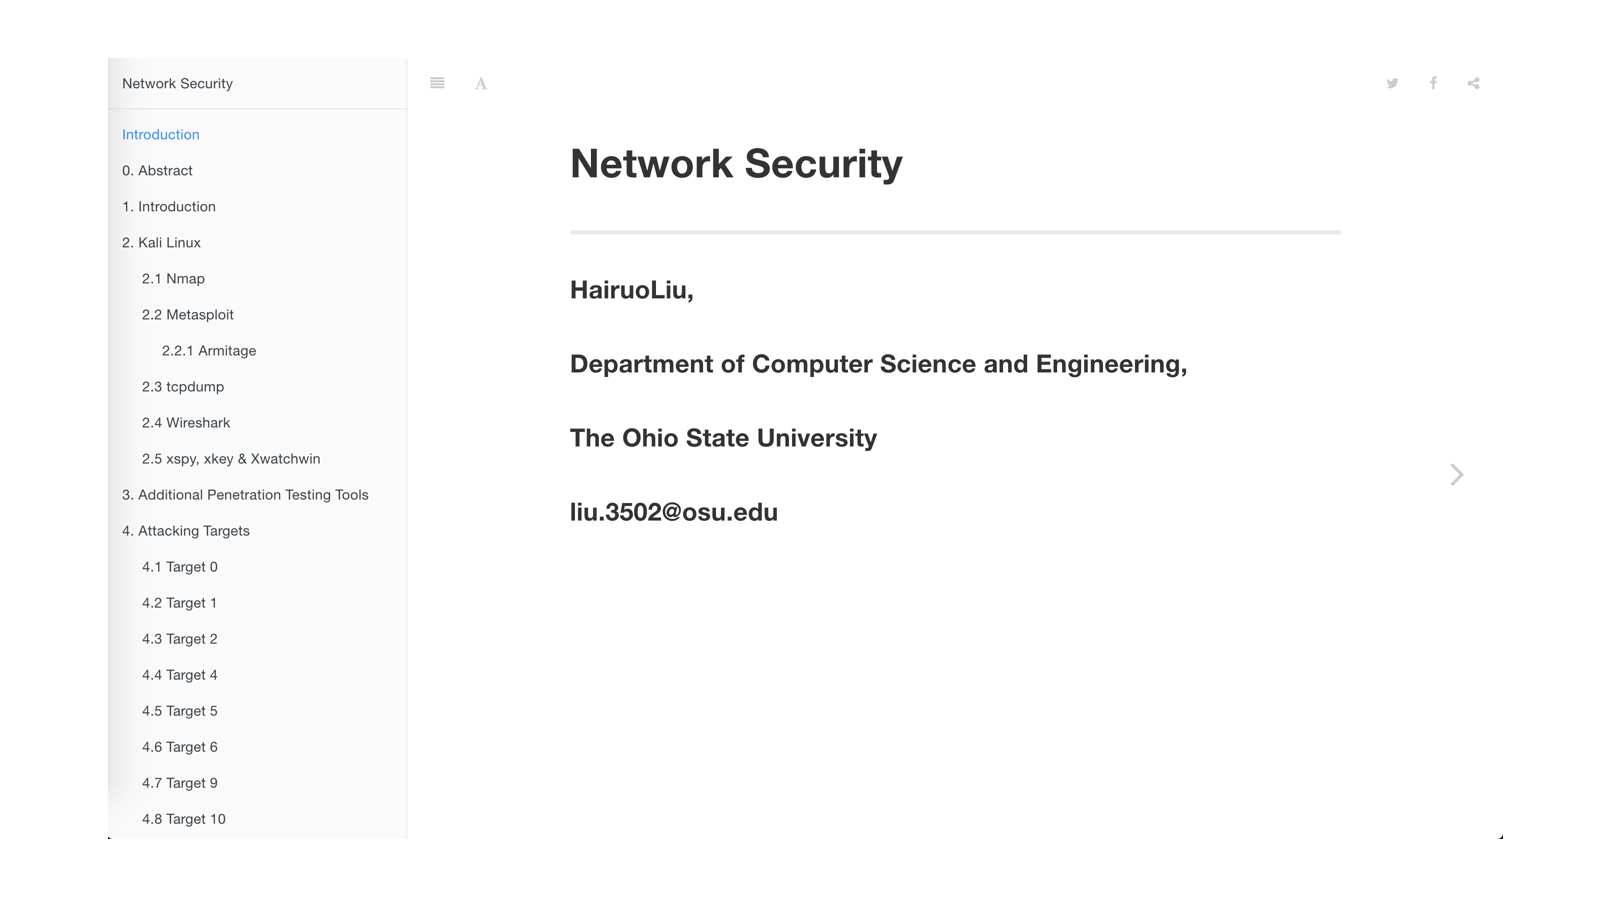 Network Security
Introduction
0. Abstract
1. Introduction
2. Kali Linux
2.1 Nmap
2.2 Metasploit
2.2.1 Armitage
2.3 tcpdump
2.4 Wireshark
2.5 xspy, xkey & Xwatchwin
3. Additional Penetration Testing Tools
4. Attacking Targets
4.1 Target 0
4.2 Target 1
4.3 Target 2
4.4 Target 4
4.5 Target 5
4.6 Target 6
4.7 Target 9
4.8 Target 10
A
Network Security
HairuoLiu,
Department of Computer Science and Engineering,
The Ohio State University
liu.3502@osu.edu